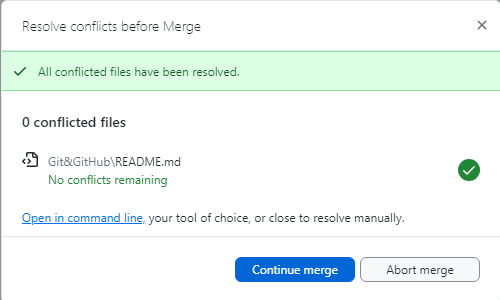 Resolve conflicts before Merge
All conflicted files have been resolved.
0 conflicted files
Git&GitHub\README.md
No conflicts remaining
Open in command line, your tool of choice, or close to resolve manually.
Continue merge
Abort merge